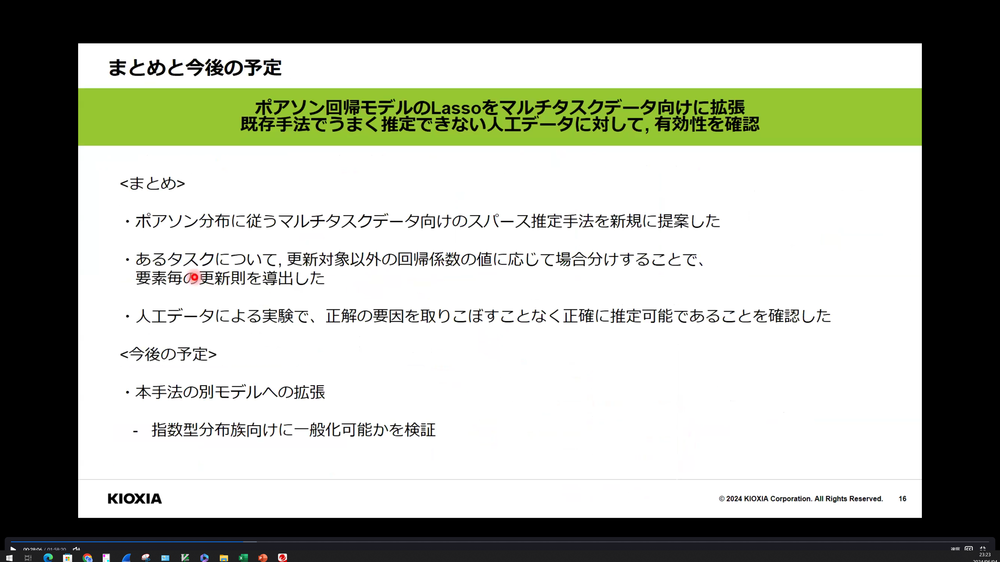 まとめと今後の予定
ポアソン回帰モデルのLassoをマルチタスクデータ向けに拡張
既存手法でうまく推定できない人工データに対して, 有効性を確認
<まとめ>
・ポアソン分布に従うマルチタスクデータ向けのスパース推定手法を新規に提案した
・あるタスクについて, 更新対象以外の回帰係数の値に応じて場合分けすることで、
要素毎の更新則を導出した
・人工データによる実験で、正解の要因を取りこぼすことなく正確に推定可能であることを確認した
<今後の予定>
・本手法の別モデルへの拡張
- 指数型分布族向けに一般化可能かを検証
KIOXIA
© 2024 KIOXIA Corporation. All Rights Reserved. 16
00:28:06 / 01:58:20
速度
23:23
2024/06/04